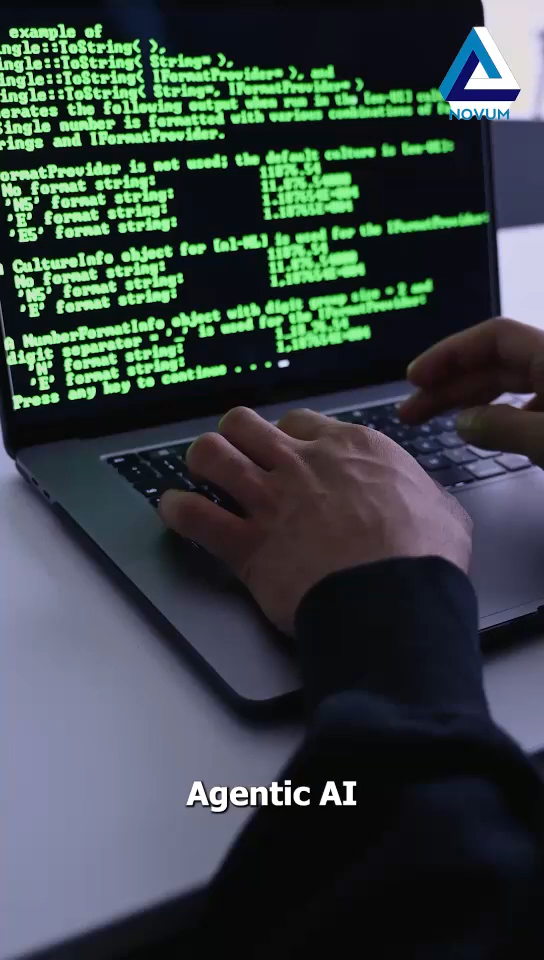 example of
ingle::ToString( ),
ingle::ToString( String= ),
ingle::ToString( IFormatProvider= ), and
ingle::ToString( String=, IFormatProvider= )
erates the following output when run in the [en-US]
Single number is formatted with various combinations of
rings and IFormatProvider.
ormatProvider is not used; the default culture is [en-US]:
No format string:
'N5' format string:
'E' format string:
'E5' format string:
CultureInfo object for [nl-NL] is used for the IFormatProvider:
No format string:
'N5' format string:
'E' format string:
NumberFormatInfo object with digit group size = 2 and
digit separator = '_' is used for the IFormatProvider:
'N' format string:
'E' format string:
Press any key to continue . . .
NOVUM
Agentic AI